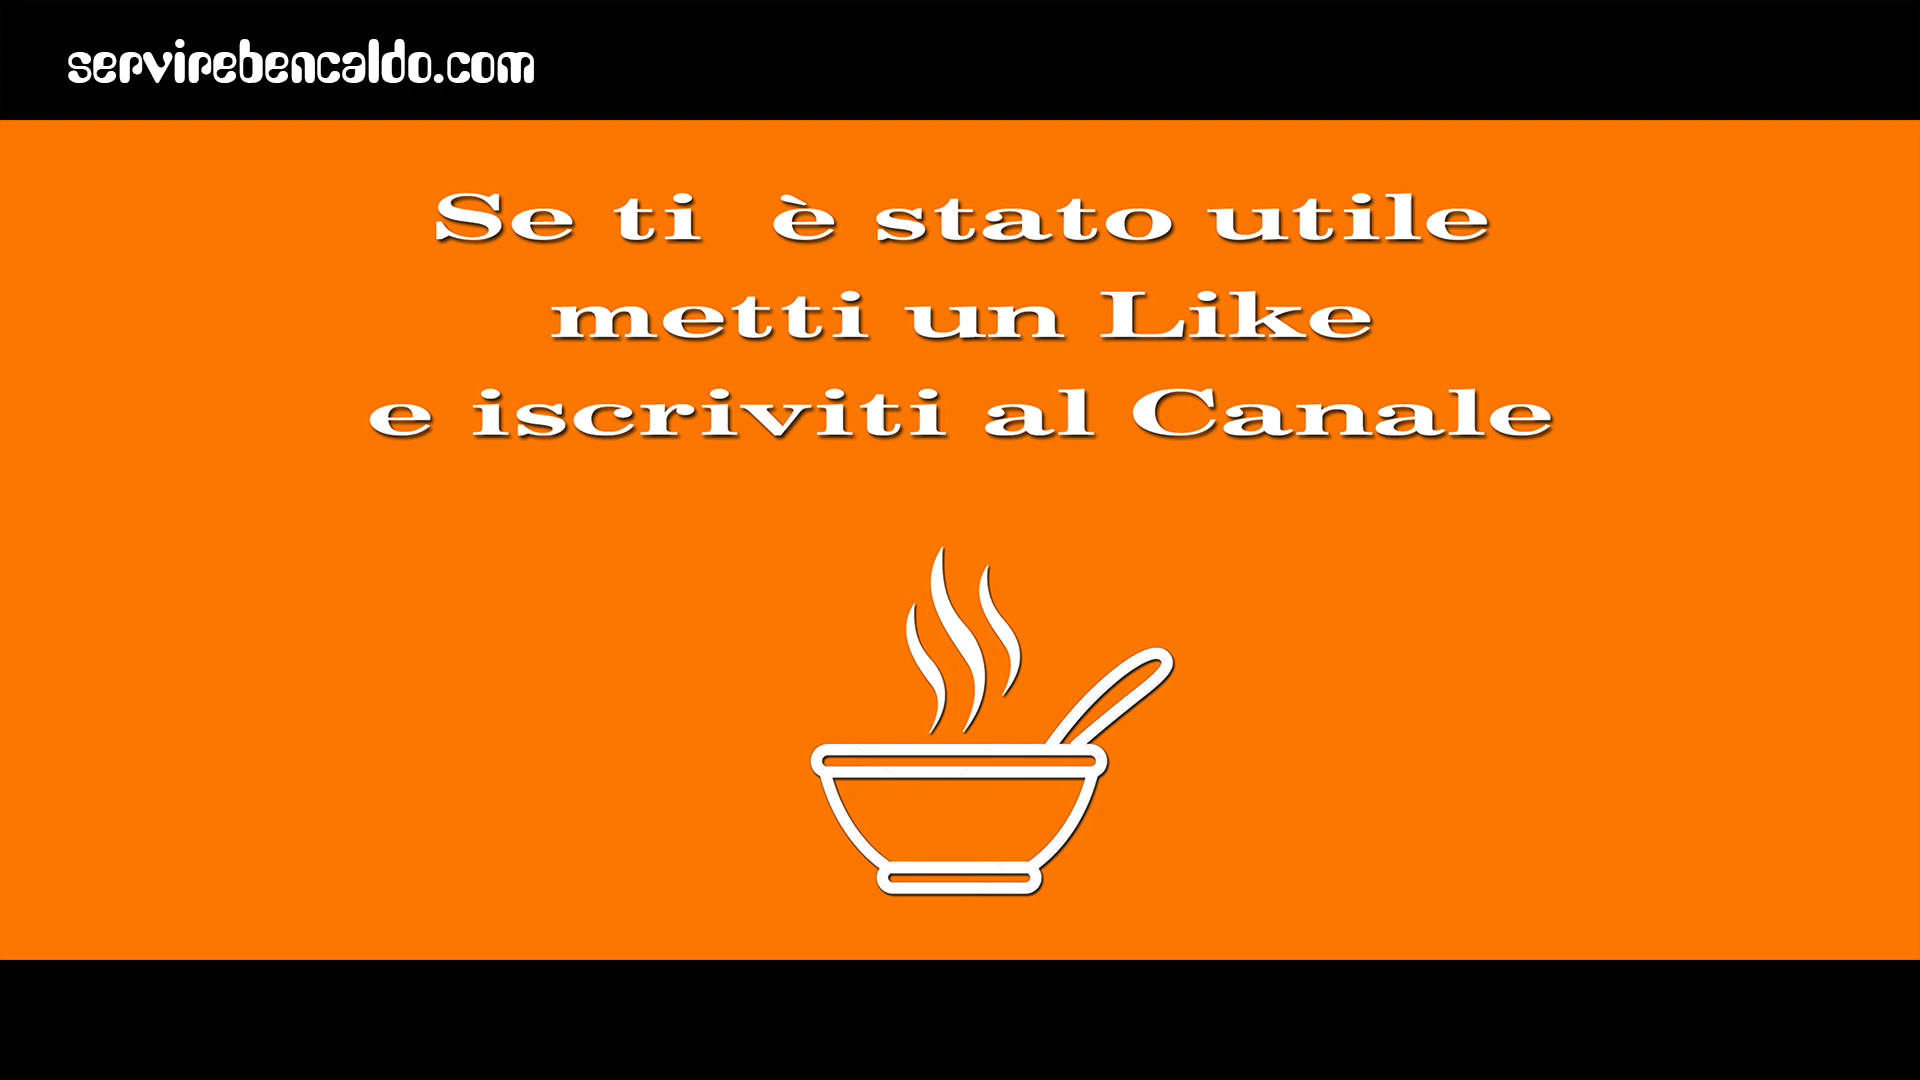 servirebencaldo.com
Se ti è stato utile
metti un Like
e iscriviti al Canale